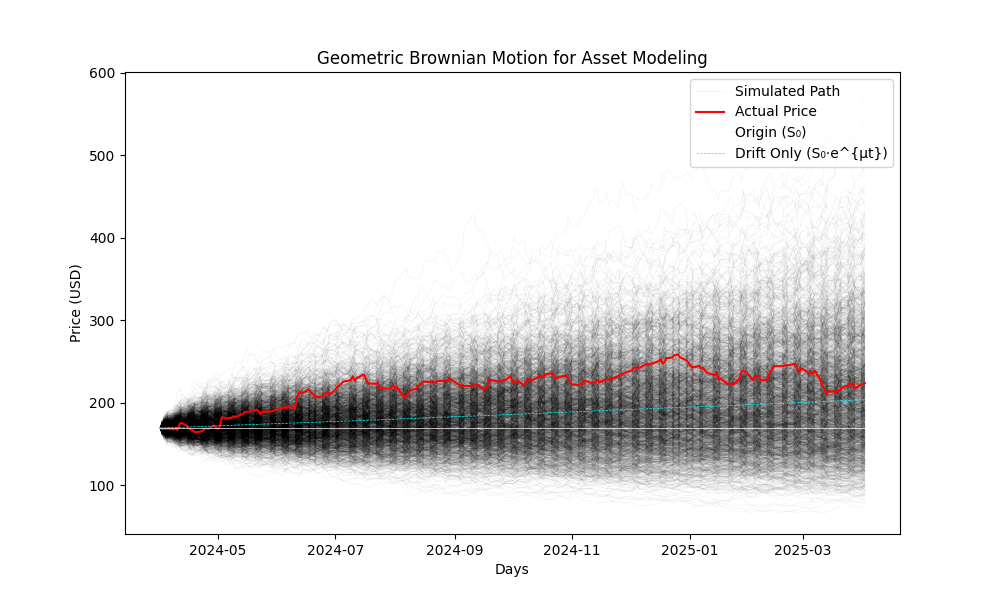 Geometric Brownian Motion for Asset Modeling
Simulated Path
Actual Price
Origin (S₀)
Drift Only (S₀·e^{μt})
600
500
400
300
200
100
Price (USD)
2024-05
2024-07
2024-09
2024-11
2025-01
2025-03
Days